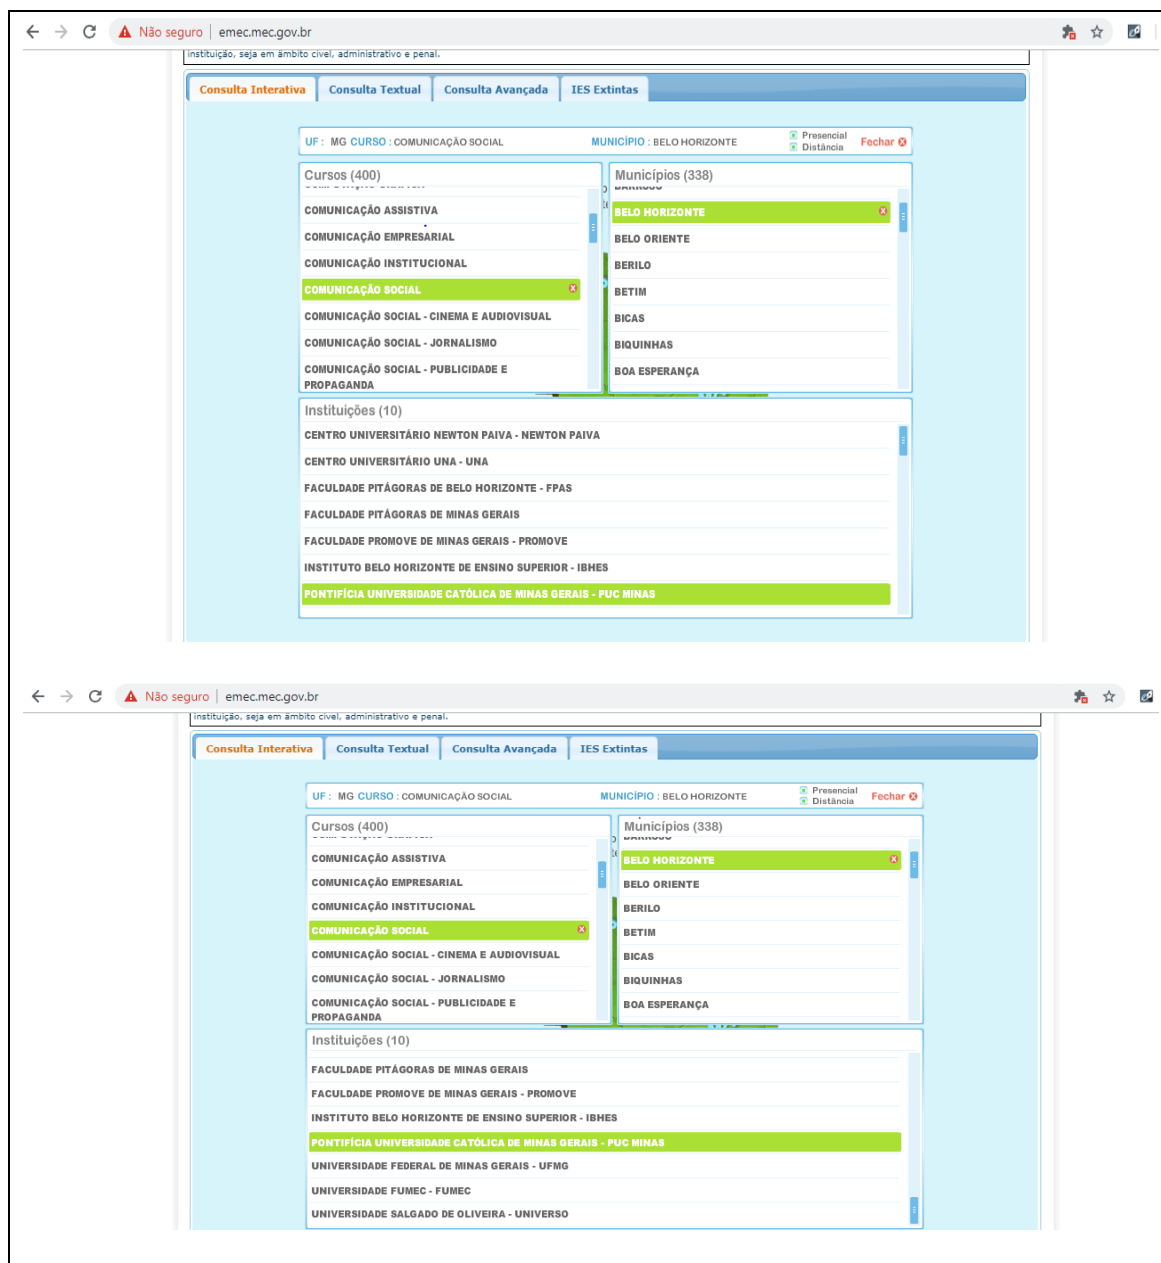 Não seguro | emec.mec.gov.br
instituição, seja em âmbito civel, administrativo e penal.
Consulta Interativa Consulta Textual Consulta Avançada IES Extintas
UF : MG CURSO : COMUNICAÇÃO SOCIAL MUNICÍPIO : BELO HORIZONTE Presencial Distância Fechar
Cursos (400)
COMUNICAÇÃO ASSISTIVA
COMUNICAÇÃO EMPRESARIAL
COMUNICAÇÃO INSTITUCIONAL
COMUNICAÇÃO SOCIAL
COMUNICAÇÃO SOCIAL - CINEMA E AUDIOVISUAL
COMUNICAÇÃO SOCIAL - JORNALISMO
COMUNICAÇÃO SOCIAL - PUBLICIDADE E
PROPAGANDA
Municípios (338)
BARROSO
BELO HORIZONTE
BELO ORIENTE
BERILO
BETIM
BICAS
BIQUINHAS
BOA ESPERANÇA
Instituições (10)
CENTRO UNIVERSITÁRIO NEWTON PAIVA - NEWTON PAIVA
CENTRO UNIVERSITÁRIO UNA - UNA
FACULDADE PITÁGORAS DE BELO HORIZONTE - FPAS
FACULDADE PITÁGORAS DE MINAS GERAIS
FACULDADE PROMOVE DE MINAS GERAIS - PROMOVE
INSTITUTO BELO HORIZONTE DE ENSINO SUPERIOR - IBHES
PONTIFÍCIA UNIVERSIDADE CATÓLICA DE MINAS GERAIS - PUC MINAS
Não seguro | emec.mec.gov.br
instituição, seja em âmbito civel, administrativo e penal.
Consulta Interativa Consulta Textual Consulta Avançada IES Extintas
UF : MG CURSO : COMUNICAÇÃO SOCIAL MUNICÍPIO : BELO HORIZONTE Presencial Distância Fechar
Cursos (400)
COMUNICAÇÃO ASSISTIVA
COMUNICAÇÃO EMPRESARIAL
COMUNICAÇÃO INSTITUCIONAL
COMUNICAÇÃO SOCIAL
COMUNICAÇÃO SOCIAL - CINEMA E AUDIOVISUAL
COMUNICAÇÃO SOCIAL - JORNALISMO
COMUNICAÇÃO SOCIAL - PUBLICIDADE E
PROPAGANDA
Municípios (338)
BARROSO
BELO HORIZONTE
BELO ORIENTE
BERILO
BETIM
BICAS
BIQUINHAS
BOA ESPERANÇA
Instituições (10)
FACULDADE PITÁGORAS DE MINAS GERAIS
FACULDADE PROMOVE DE MINAS GERAIS - PROMOVE
INSTITUTO BELO HORIZONTE DE ENSINO SUPERIOR - IBHES
PONTIFÍCIA UNIVERSIDADE CATÓLICA DE MINAS GERAIS - PUC MINAS
UNIVERSIDADE FEDERAL DE MINAS GERAIS - UFMG
UNIVERSIDADE FUMEC - FUMEC
UNIVERSIDADE SALGADO DE OLIVEIRA - UNIVERSO